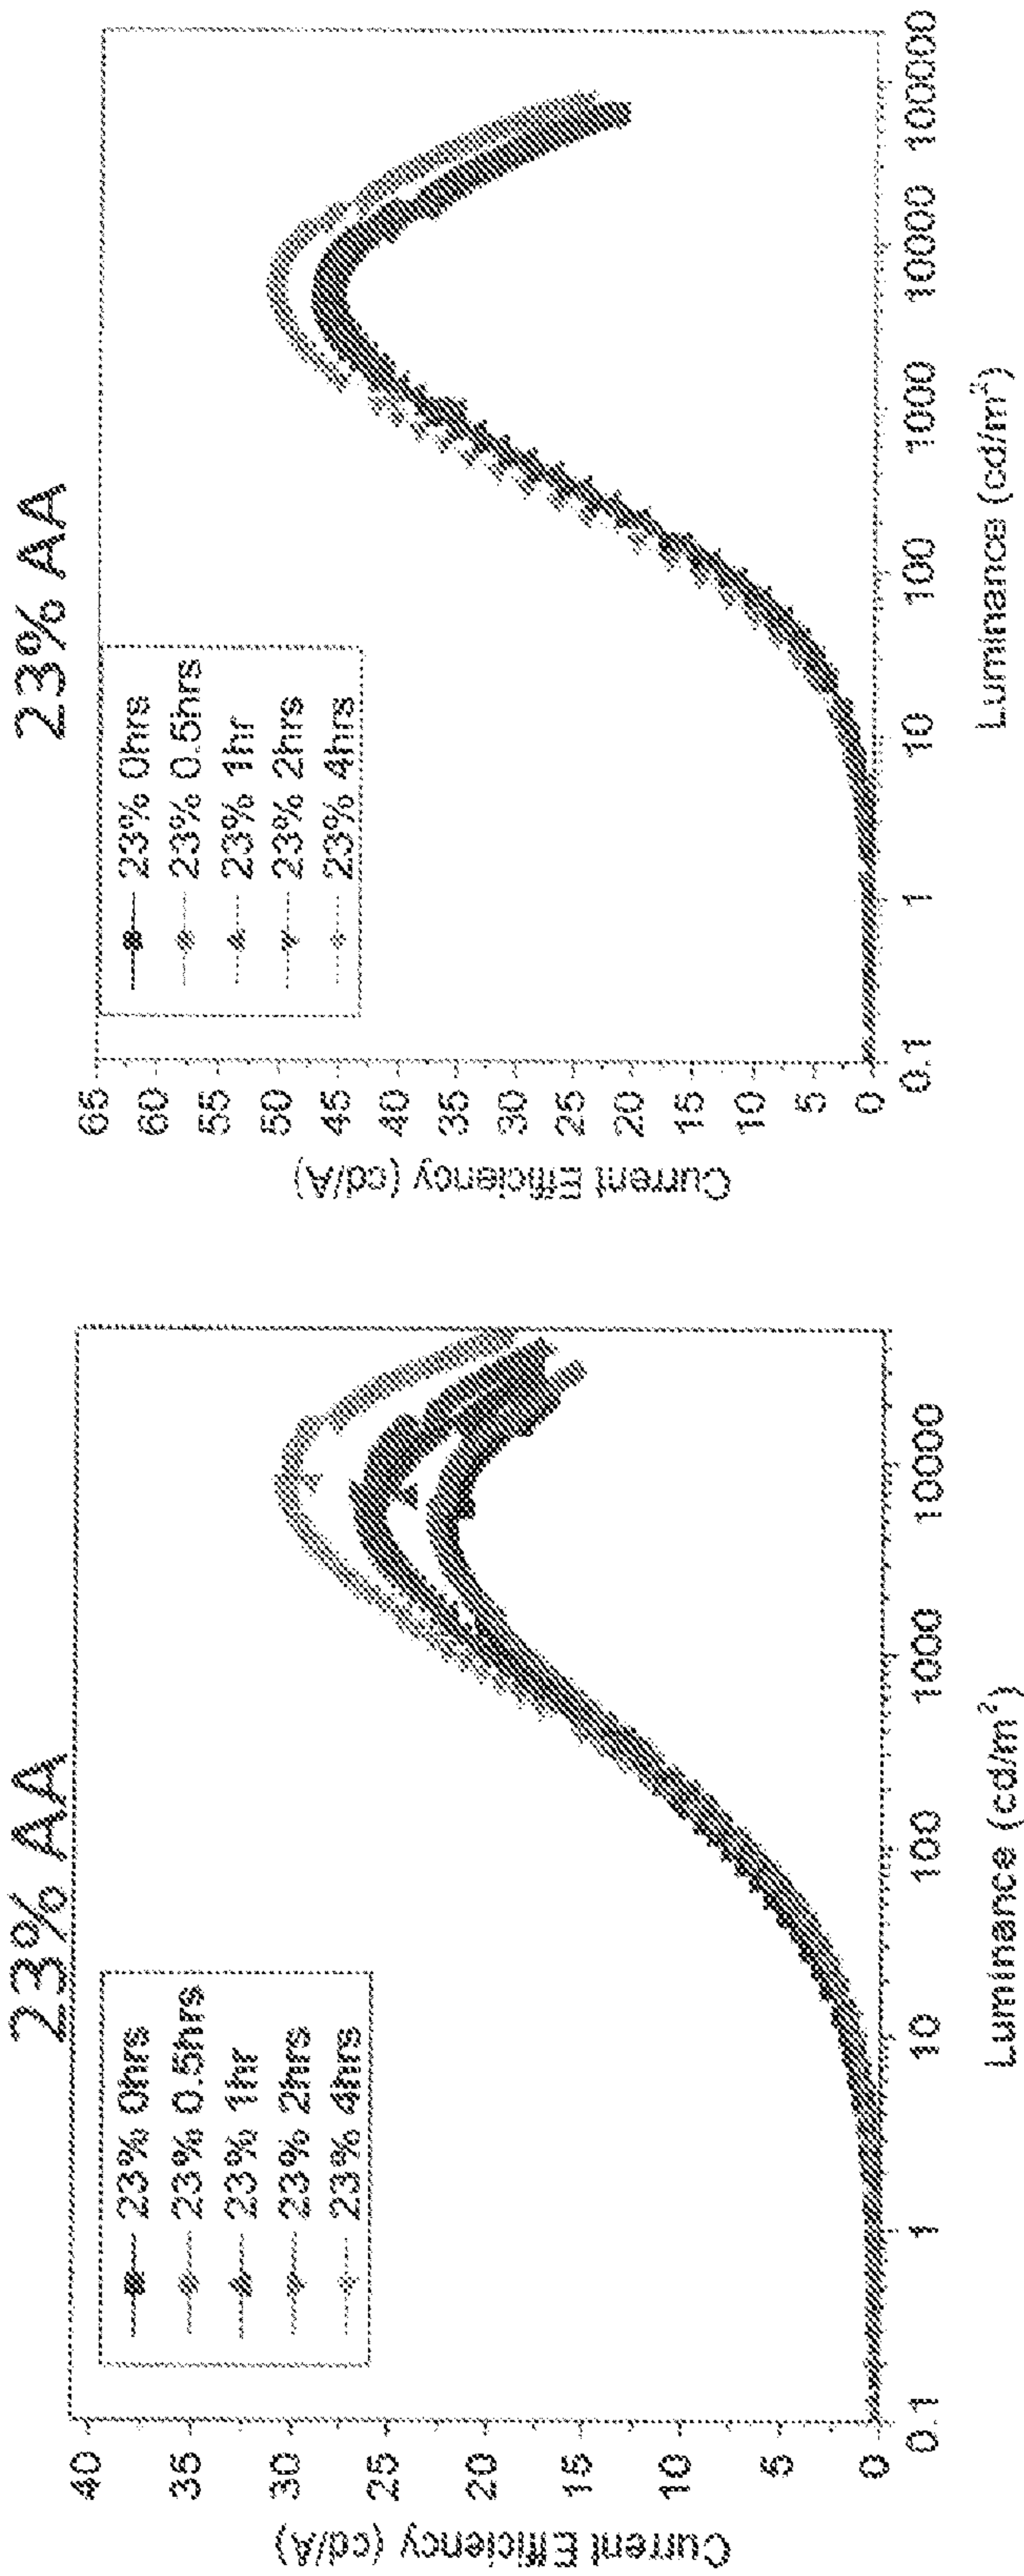 23% AA
23% 0hrs
23% 0.5hrs
23% 1hr
23% 2hrs
23% 4hrs
40
35
30
25
20
15
10
5
0
Current Efficiency (cd/A)
0.1
1
10
100
1000
10000
Luminance (cd/m²)
23% AA
23% 0hrs
23% 0.5hrs
23% 1hr
23% 2hrs
23% 4hrs
65
60
55
50
45
40
35
30
25
20
15
10
5
0
Current Efficiency (cd/A)
0.1
1
10
100
1000
10000
100000
Luminance (cd/m²)